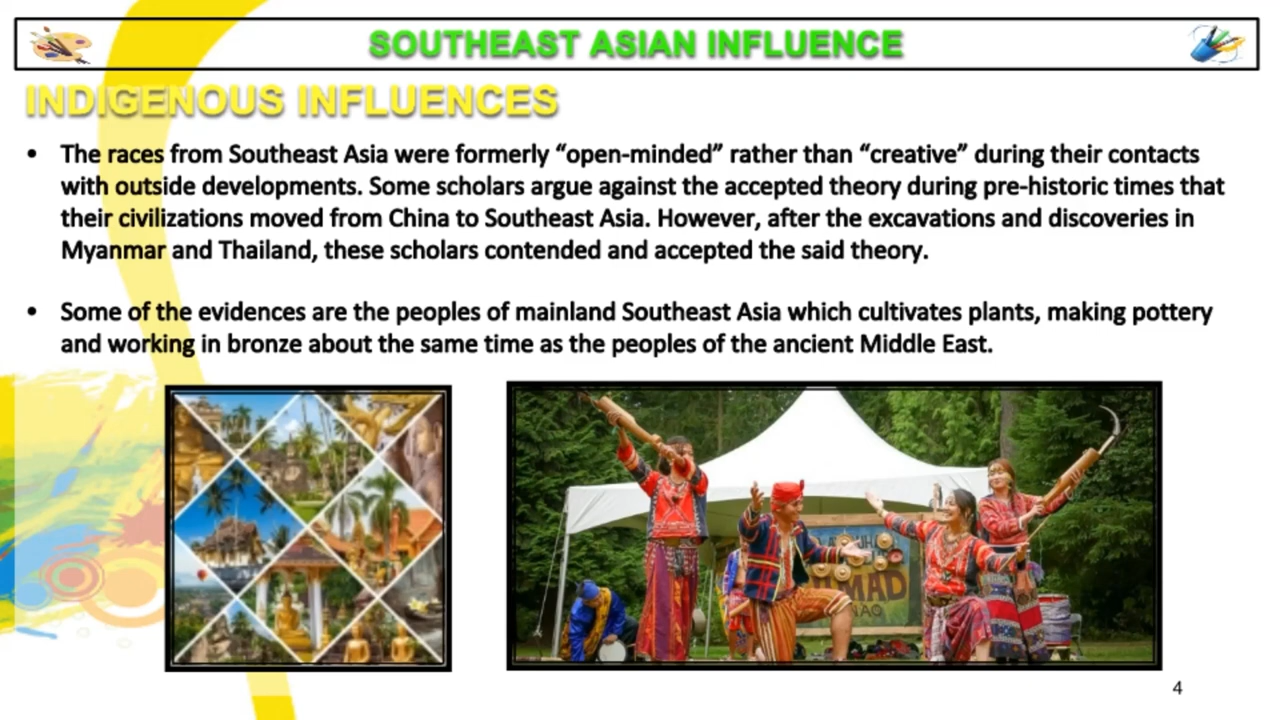 SOUTHEAST ASIAN INFLUENCE
INDIGENOUS INFLUENCES
• The races from Southeast Asia were formerly “open-minded” rather than “creative” during their contacts
with outside developments. Some scholars argue against the accepted theory during pre-historic times that
their civilizations moved from China to Southeast Asia. However, after the excavations and discoveries in
Myanmar and Thailand, these scholars contended and accepted the said theory.
• Some of the evidences are the peoples of mainland Southeast Asia which cultivates plants, making pottery
and working in bronze about the same time as the peoples of the ancient Middle East.
4